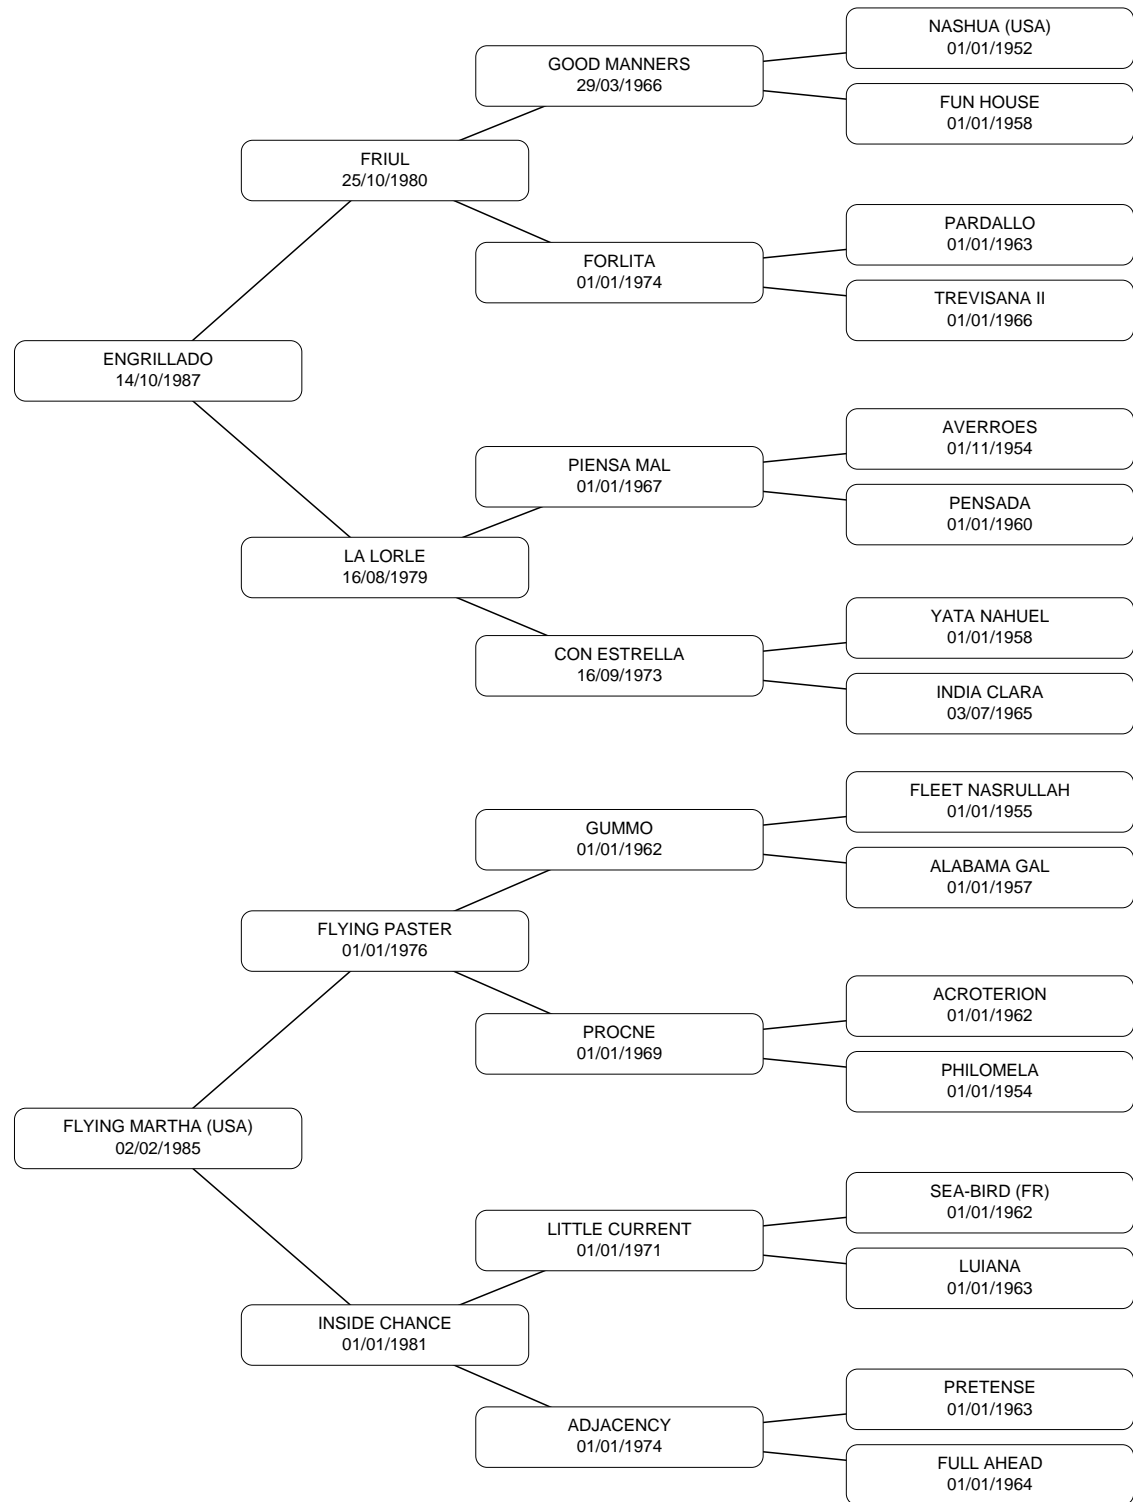 NASHUA (USA)
01/01/1952
GOOD MANNERS
29/03/1966
FUN HOUSE
01/01/1958
FRIUL
25/10/1980
PARDALLO
01/01/1963
FORLITA
01/01/1974
TREVISANA II
01/01/1966
ENGRILLADO
14/10/1987
AVERROES
01/11/1954
PIENSA MAL
01/01/1967
PENSADA
01/01/1960
LA LORLE
16/08/1979
YATA NAHUEL
01/01/1958
CON ESTRELLA
16/09/1973
INDIA CLARA
03/07/1965
FLEET NASRULLAH
01/01/1955
GUMMO
01/01/1962
ALABAMA GAL
01/01/1957
FLYING PASTER
01/01/1976
ACROTERION
01/01/1962
PROCNE
01/01/1969
PHILOMELA
01/01/1954
FLYING MARTHA (USA)
02/02/1985
SEA-BIRD (FR)
01/01/1962
LITTLE CURRENT
01/01/1971
LUIANA
01/01/1963
INSIDE CHANCE
01/01/1981
PRETENSE
01/01/1963
ADJACENCY
01/01/1974
FULL AHEAD
01/01/1964